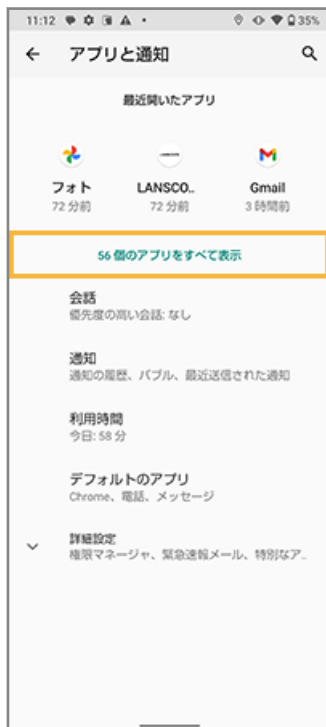 11:12 35%
アプリと通知
最近開いたアプリ
フォト LANSCO.. Gmail
72 分前 72 分前 3 時間前
56 個のアプリをすべて表示
会話
優先度の高い会話: なし
通知
通知の履歴、バブル、最近送信された通知
利用時間
今日: 58 分
デフォルトのアプリ
Chrome、電話、メッセージ
詳細設定
権限マネージャ、緊急速報メール、特別なア..